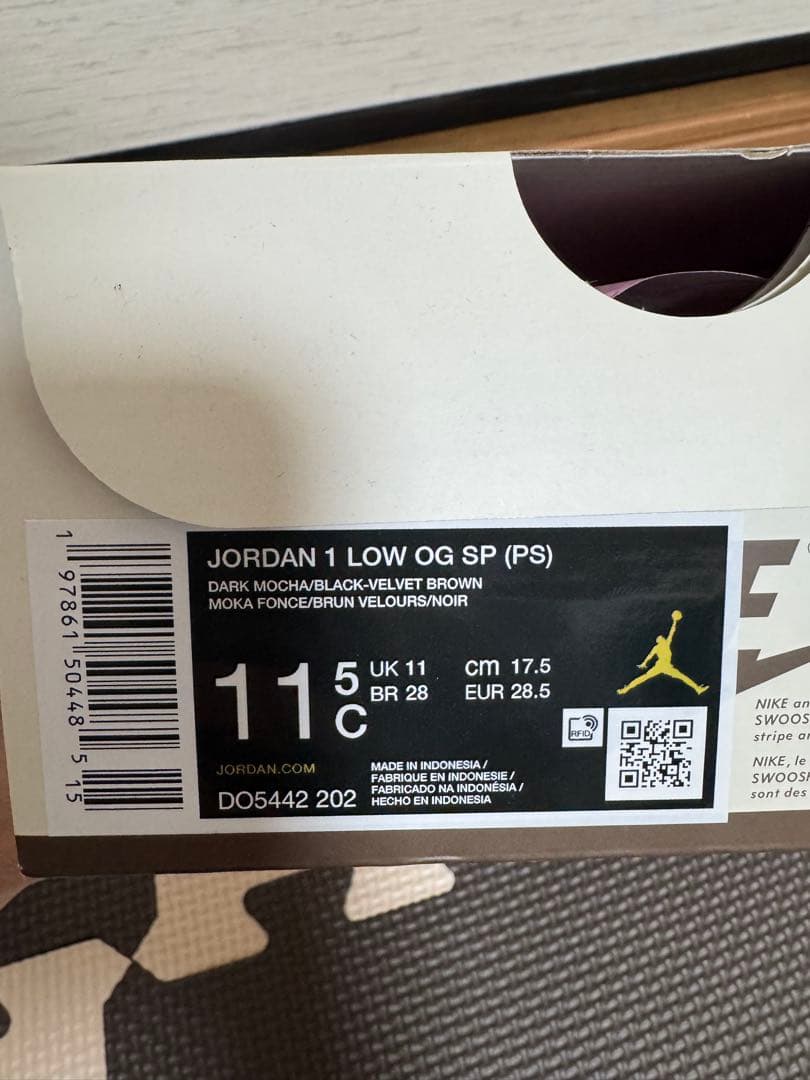 JORDAN 1 LOW OG SP (PS)
DARK MOCHA/BLACK-VELVET BROWN
MOKA FONCE/BRUN VELOURS/NOIR
11 5 C
UK 11 cm 17.5
BR 28 EUR 28.5
RFID
JORDAN.COM
DO5442 202
MADE IN INDONESIA /
FABRIQUE EN INDONESIE /
FABRICADO NA INDONÉSIA /
HECHO EN INDONESIA
1 97861 50448 5 15
E
NIKE an
SWOOS
stripe ar
NIKE, le
SWOOSH
sont des